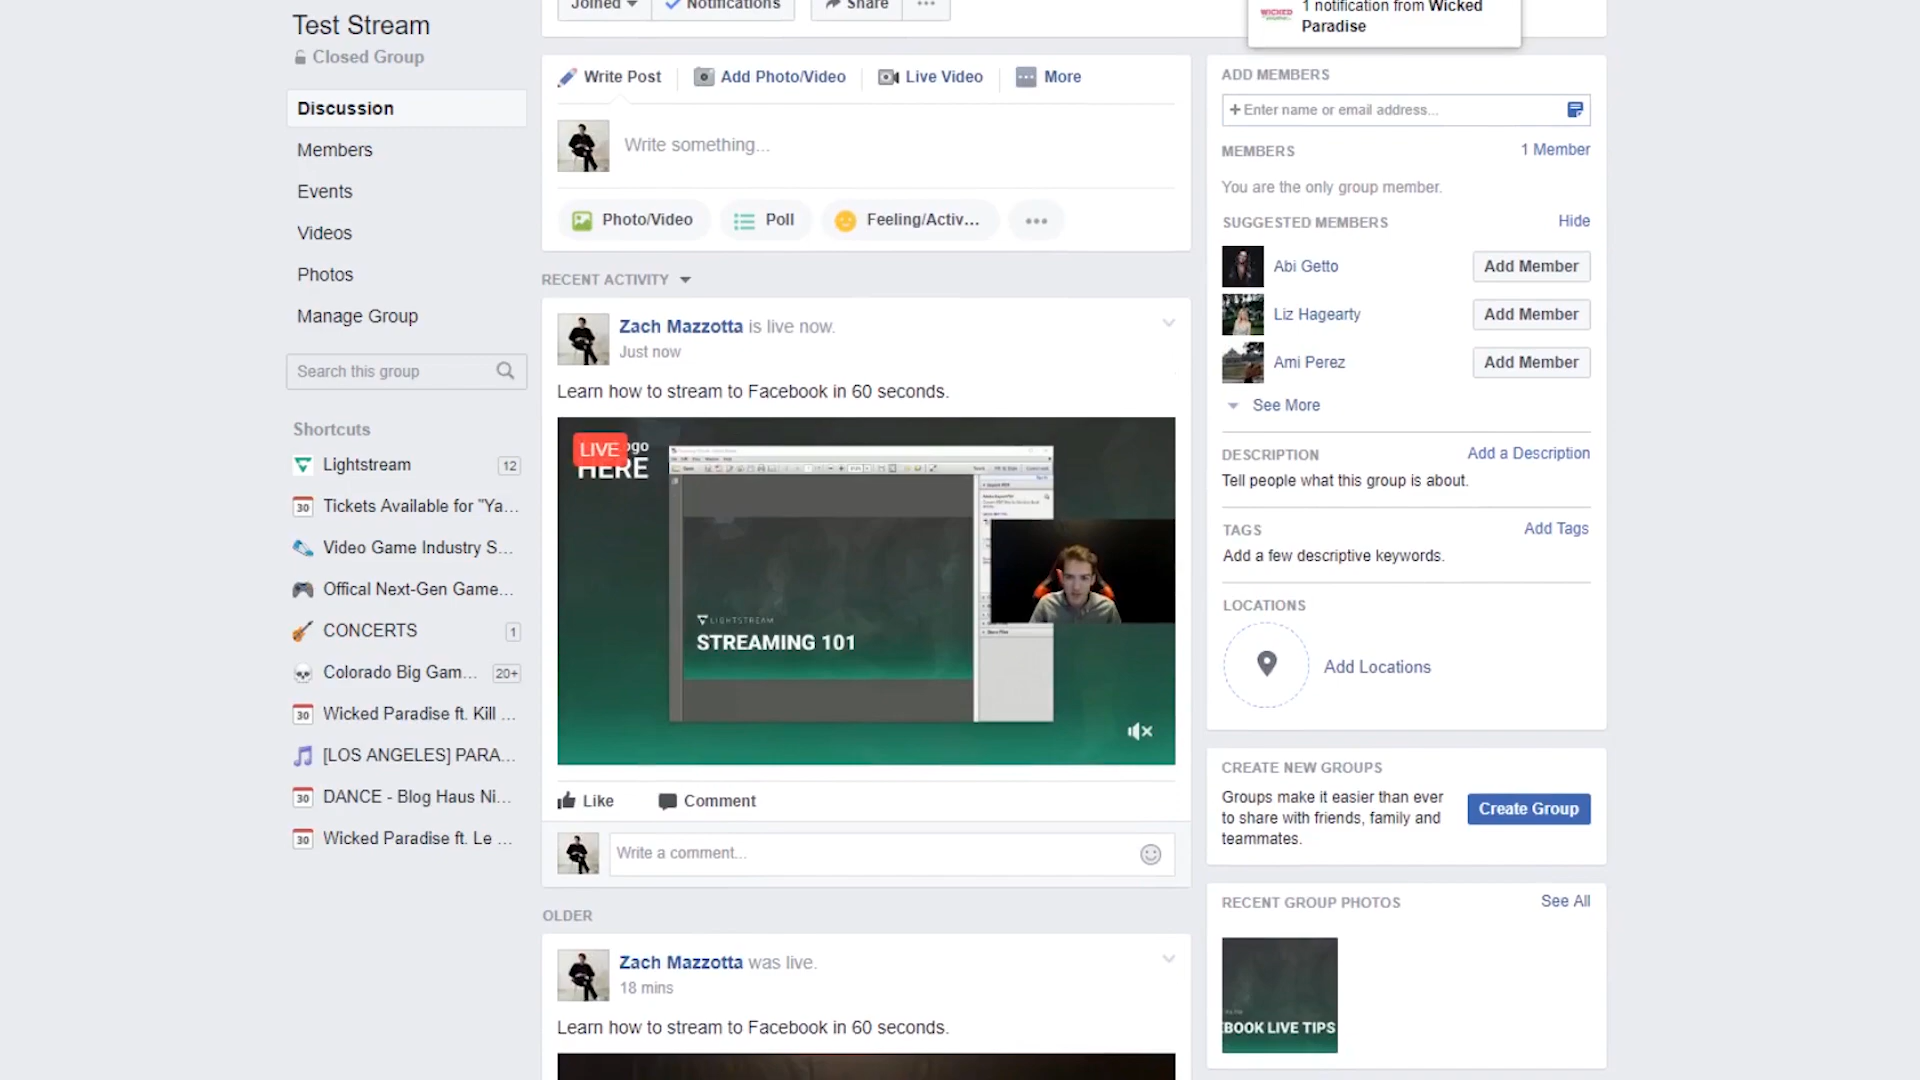 Test Stream
Closed Group
Discussion
Members
Events
Videos
Photos
Manage Group
Search this group
Shortcuts
Lightstream 12
Tickets Available for "Ya...
Video Game Industry S...
Offical Next-Gen Game...
CONCERTS 1
Colorado Big Gam... 20+
Wicked Paradise ft. Kill ...
[LOS ANGELES] PARA...
DANCE - Blog Haus Ni...
Wicked Paradise ft. Le ...
Joined Notifications Share
Write Post Add Photo/Video Live Video More
Write something...
Photo/Video Poll Feeling/Activ...
RECENT ACTIVITY
Zach Mazzotta is live now.
Just now
Learn how to stream to Facebook in 60 seconds.
LIVE ogo
HERE
LIGHTSTREAM
STREAMING 101
Like Comment
Write a comment...
OLDER
Zach Mazzotta was live.
18 mins
Learn how to stream to Facebook in 60 seconds.
WICKED
1 notification from Wicked
Paradise
ADD MEMBERS
+ Enter name or email address...
MEMBERS 1 Member
You are the only group member.
SUGGESTED MEMBERS Hide
Abi Getto Add Member
Liz Hagearty Add Member
Ami Perez Add Member
See More
DESCRIPTION Add a Description
Tell people what this group is about.
TAGS Add Tags
Add a few descriptive keywords.
LOCATIONS
Add Locations
CREATE NEW GROUPS
Groups make it easier than ever
to share with friends, family and
teammates.
Create Group
RECENT GROUP PHOTOS See All
BOOK LIVE TIPS